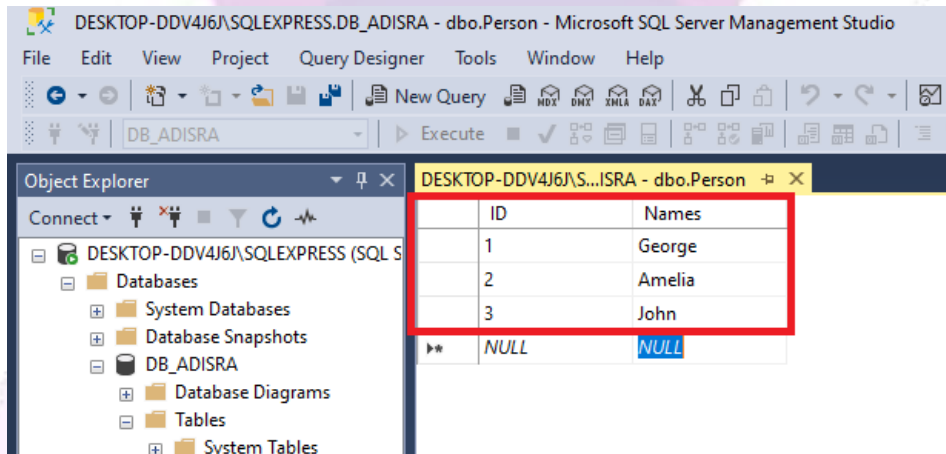 DESKTOP-DDV4J6J\SQLEXPRESS.DB_ADISRA - dbo.Person - Microsoft SQL Server Management Studio
File Edit View Project Query Designer Tools Window Help
New Query MDX DMX XMLA DAX
DB_ADISRA Execute
Object Explorer
DESKTOP-DDV4J6J\S...ISRA - dbo.Person
Connect
DESKTOP-DDV4J6J\SQLEXPRESS (SQL S
Databases
System Databases
Database Snapshots
DB_ADISRA
Database Diagrams
Tables
System Tables
ID Names
1 George
2 Amelia
3 John
NULL NULL